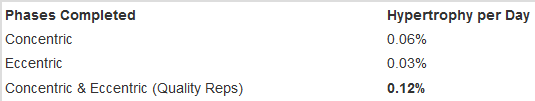 Phases Completed Hypertrophy per Day
Concentric 0.06%
Eccentric 0.03%
Concentric & Eccentric (Quality Reps) 0.12%